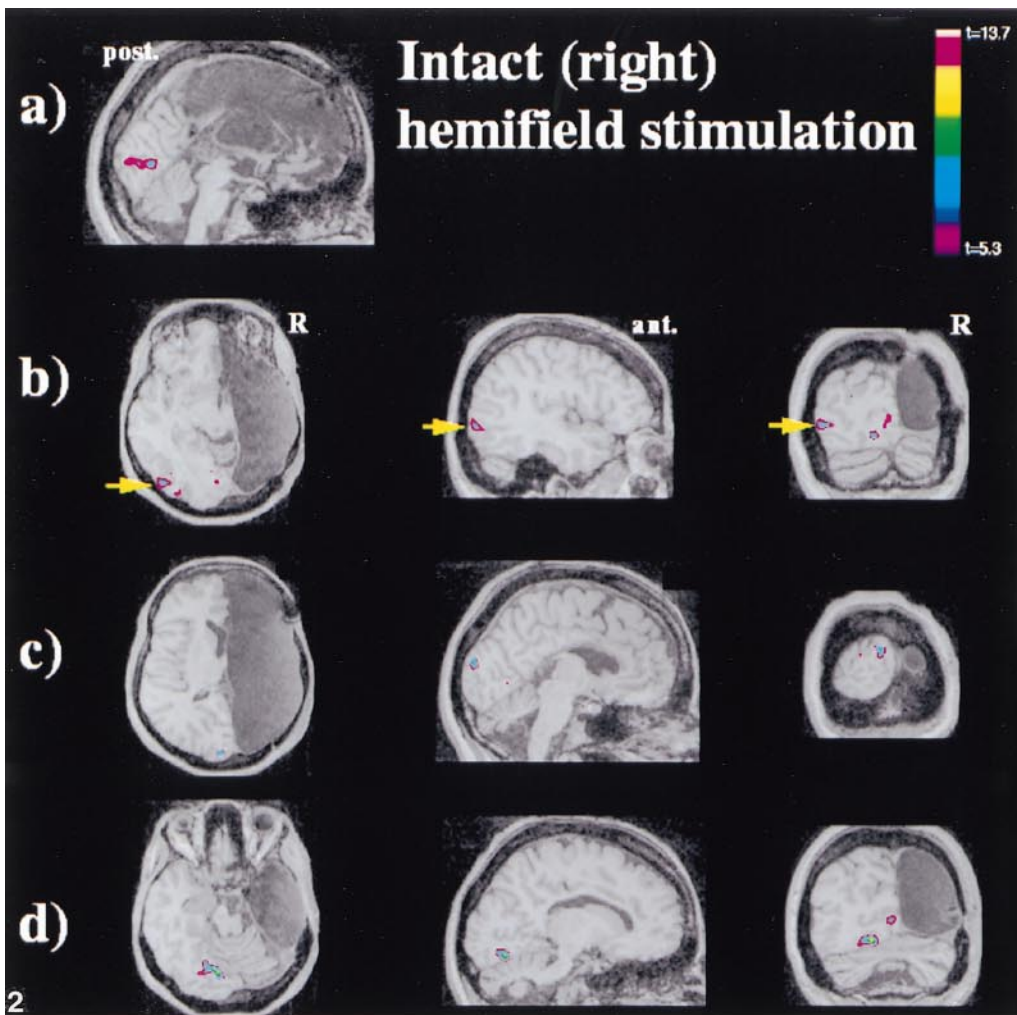 post.
Intact (right)
hemifield stimulation
t=13.7
t=5.3
a)
R
ant.
R
b)
c)
d)
2